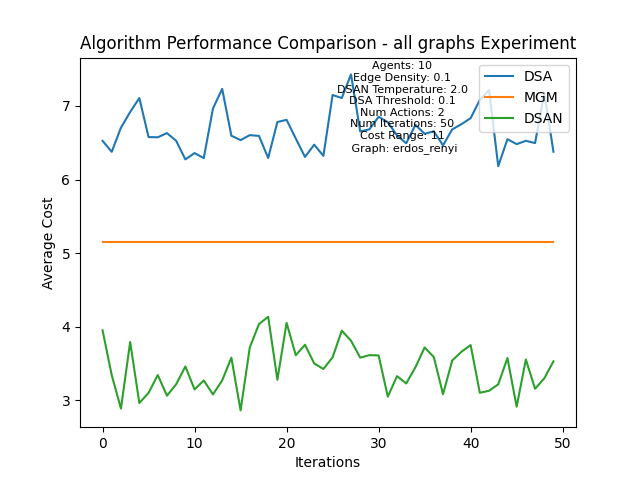 Algorithm Performance Comparison - all graphs Experiment
Agents: 10
Edge Density: 0.1
DSAN Temperature: 2.0
DSA Threshold: 0.1
Num Actions: 2
Num Iterations: 50
Cost Range: 11
Graph: erdos_renyi
DSA
MGM
DSAN
7
6
5
4
3
Average Cost
0
10
20
30
40
50
Iterations